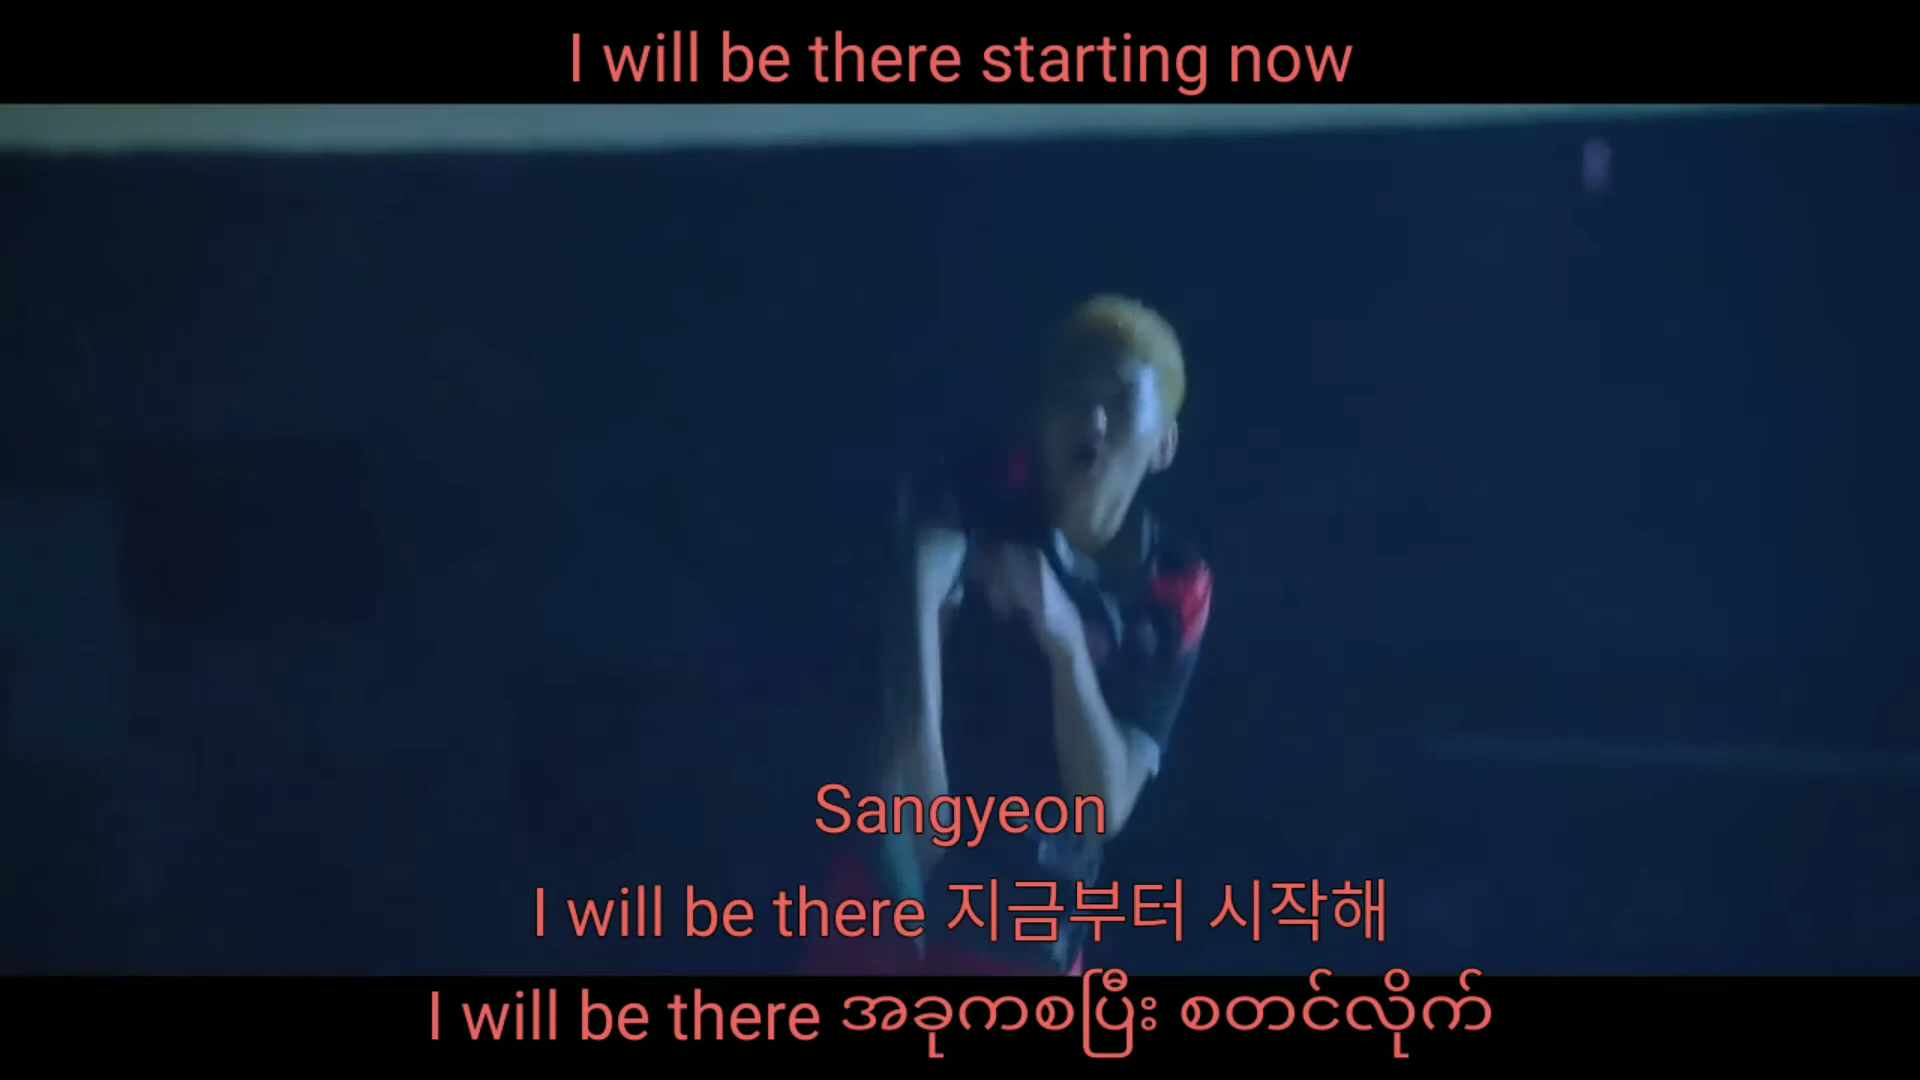 I will be there starting now
Sangyeon
I will be there 지금부터 시작해
I will be there အခုကစပြီး စတင်လိုက်